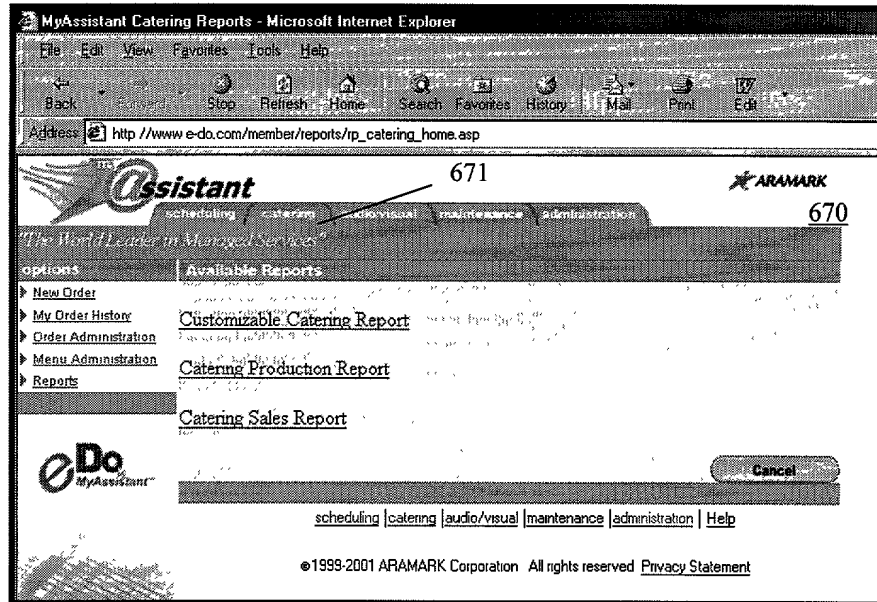 MyAssistant Catering Reports - Microsoft Internet Explorer
File Edit View Favorites Tools Help
Back Forward Stop Refresh Home Search Favorites History Mail Print Edit
Address http //www e-do.com/member/reports/rp_catering_home.asp
@ssistant 671 ARAMARK
scheduling catering audio/visual maintenance administration 670
"The World Leader in Managed Services"
options Available Reports
New Order
My Order History
Customizable Catering Report
Order Administration
Menu Administration
Catering Production Report
Reports
Catering Sales Report
eDo
MyAssistant
Cancel
scheduling |catering |audio/visual |maintenance |administration | Help
©1999-2001 ARAMARK Corporation All rights reserved Privacy Statement